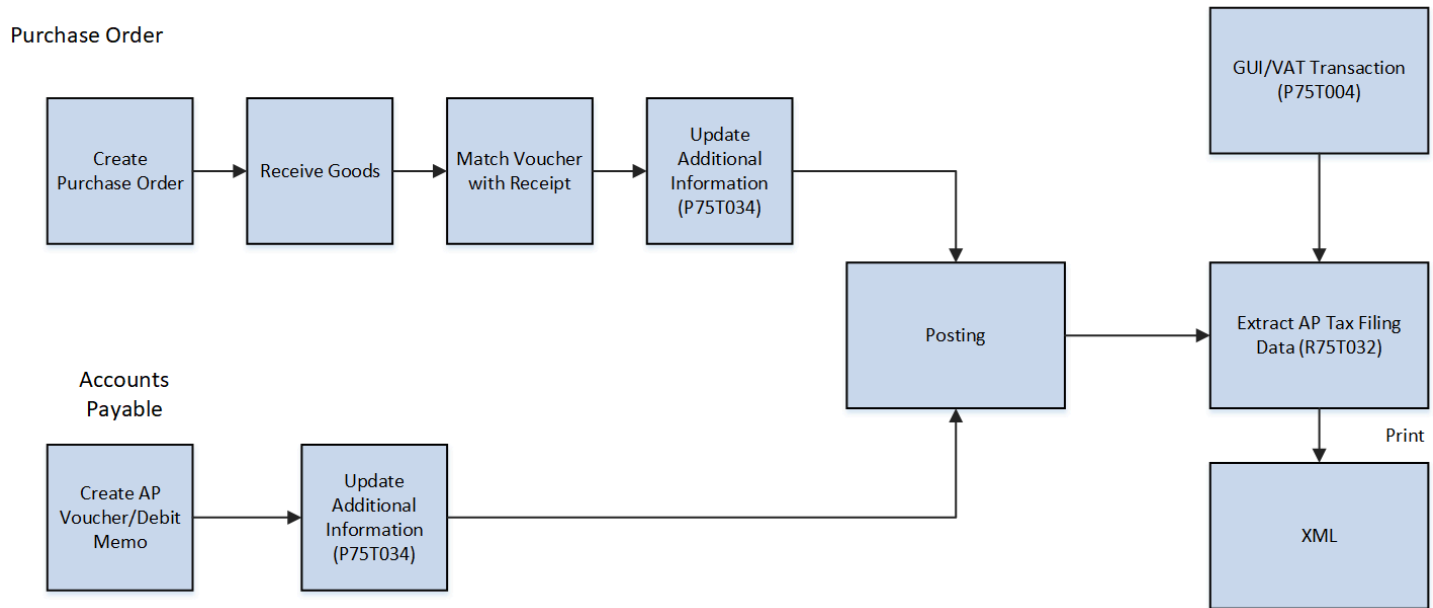 Purchase Order
Create
Purchase Order
Receive Goods
Match Voucher
with Receipt
Update
Additional
Information
(P75T034)
GUI/VAT Transaction
(P75T004)
Posting
Extract AP Tax Filing
Data (R75T032)
Print
XML
Accounts
Payable
Create AP
Voucher/Debit
Memo
Update
Additional
Information
(P75T034)